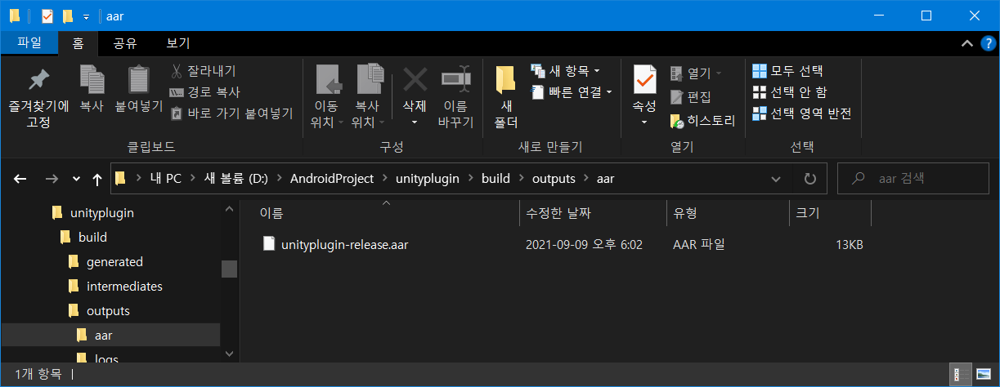 aar
파일 홈 공유 보기
즐겨찾기에 고정
복사
붙여넣기
잘라내기
경로 복사
바로 가기 붙여넣기
클립보드
이동 위치
복사 위치
삭제
이름 바꾸기
구성
새 폴더
새 항목
빠른 연결
새로 만들기
속성
열기
편집
히스토리
열기
모두 선택
선택 안 함
선택 영역 반전
선택
내 PC > 새 볼륨 (D:) > AndroidProject > unityplugin > build > outputs > aar
aar 검색
unityplugin
build
generated
intermediates
outputs
aar
logs
이름 수정한 날짜 유형 크기
unityplugin-release.aar 2021-09-09 오후 6:02 AAR 파일 13KB
1개 항목